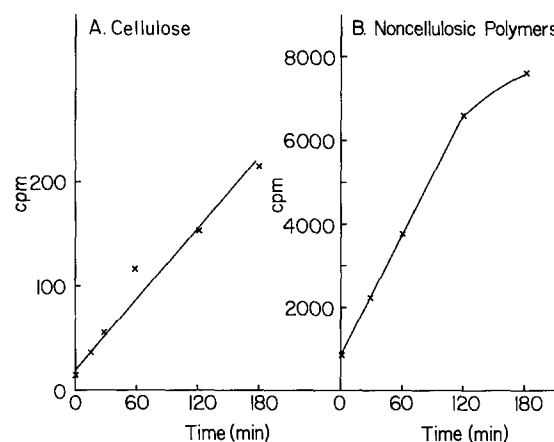 A. Cellulose
cpm
200
100
0
0 60 120 180
Time (min)
B. Noncellulosic Polymers
cpm
8000
6000
4000
2000
0 60 120 180
Time (min)